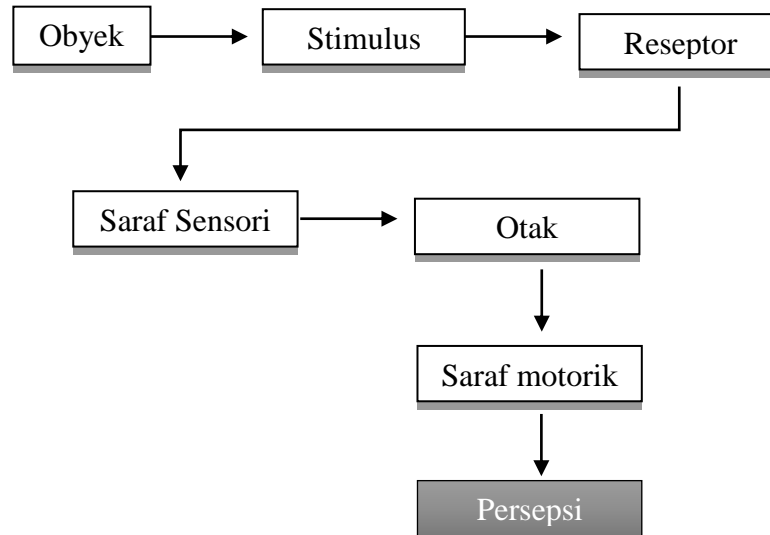 Obyek
Stimulus
Reseptor
Saraf Sensori
Otak
Saraf motorik
Persepsi